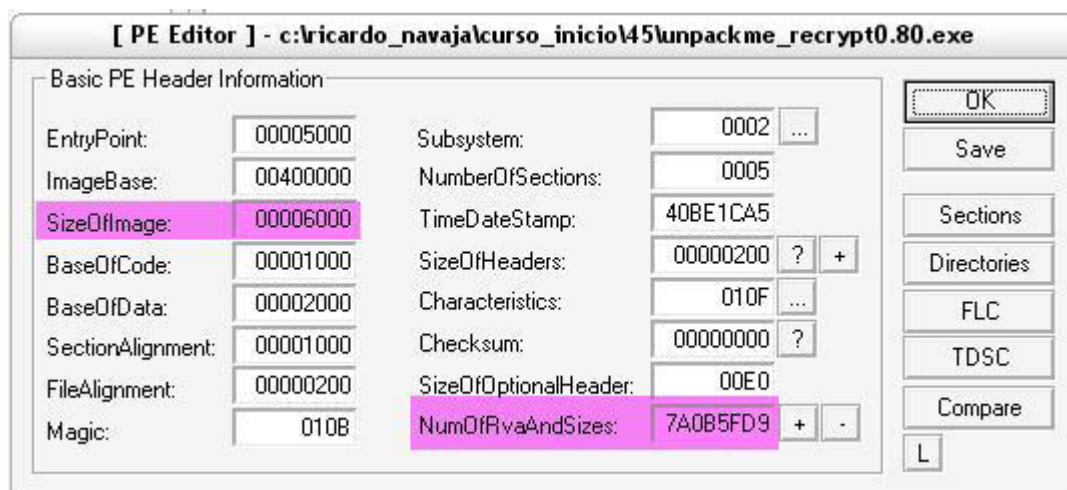 [ PE Editor ] - c:\ricardo_navaja\curso_inicio\45\unpackme_recrypt0.80.exe
Basic PE Header Information
EntryPoint: 00005000
ImageBase: 00400000
SizeOfImage: 00006000
BaseOfCode: 00001000
BaseOfData: 00002000
SectionAlignment: 00001000
FileAlignment: 00000200
Magic: 010B
Subsystem: 0002 ...
NumberOfSections: 0005
TimeDateStamp: 40BE1CA5
SizeOfHeaders: 00000200 ? +
Characteristics: 010F ...
Checksum: 00000000 ?
SizeOfOptionalHeader: 00E0
NumOfRvaAndSizes: 7A0B5FD9 + -
OK
Save
Sections
Directories
FLC
TDSC
Compare
L